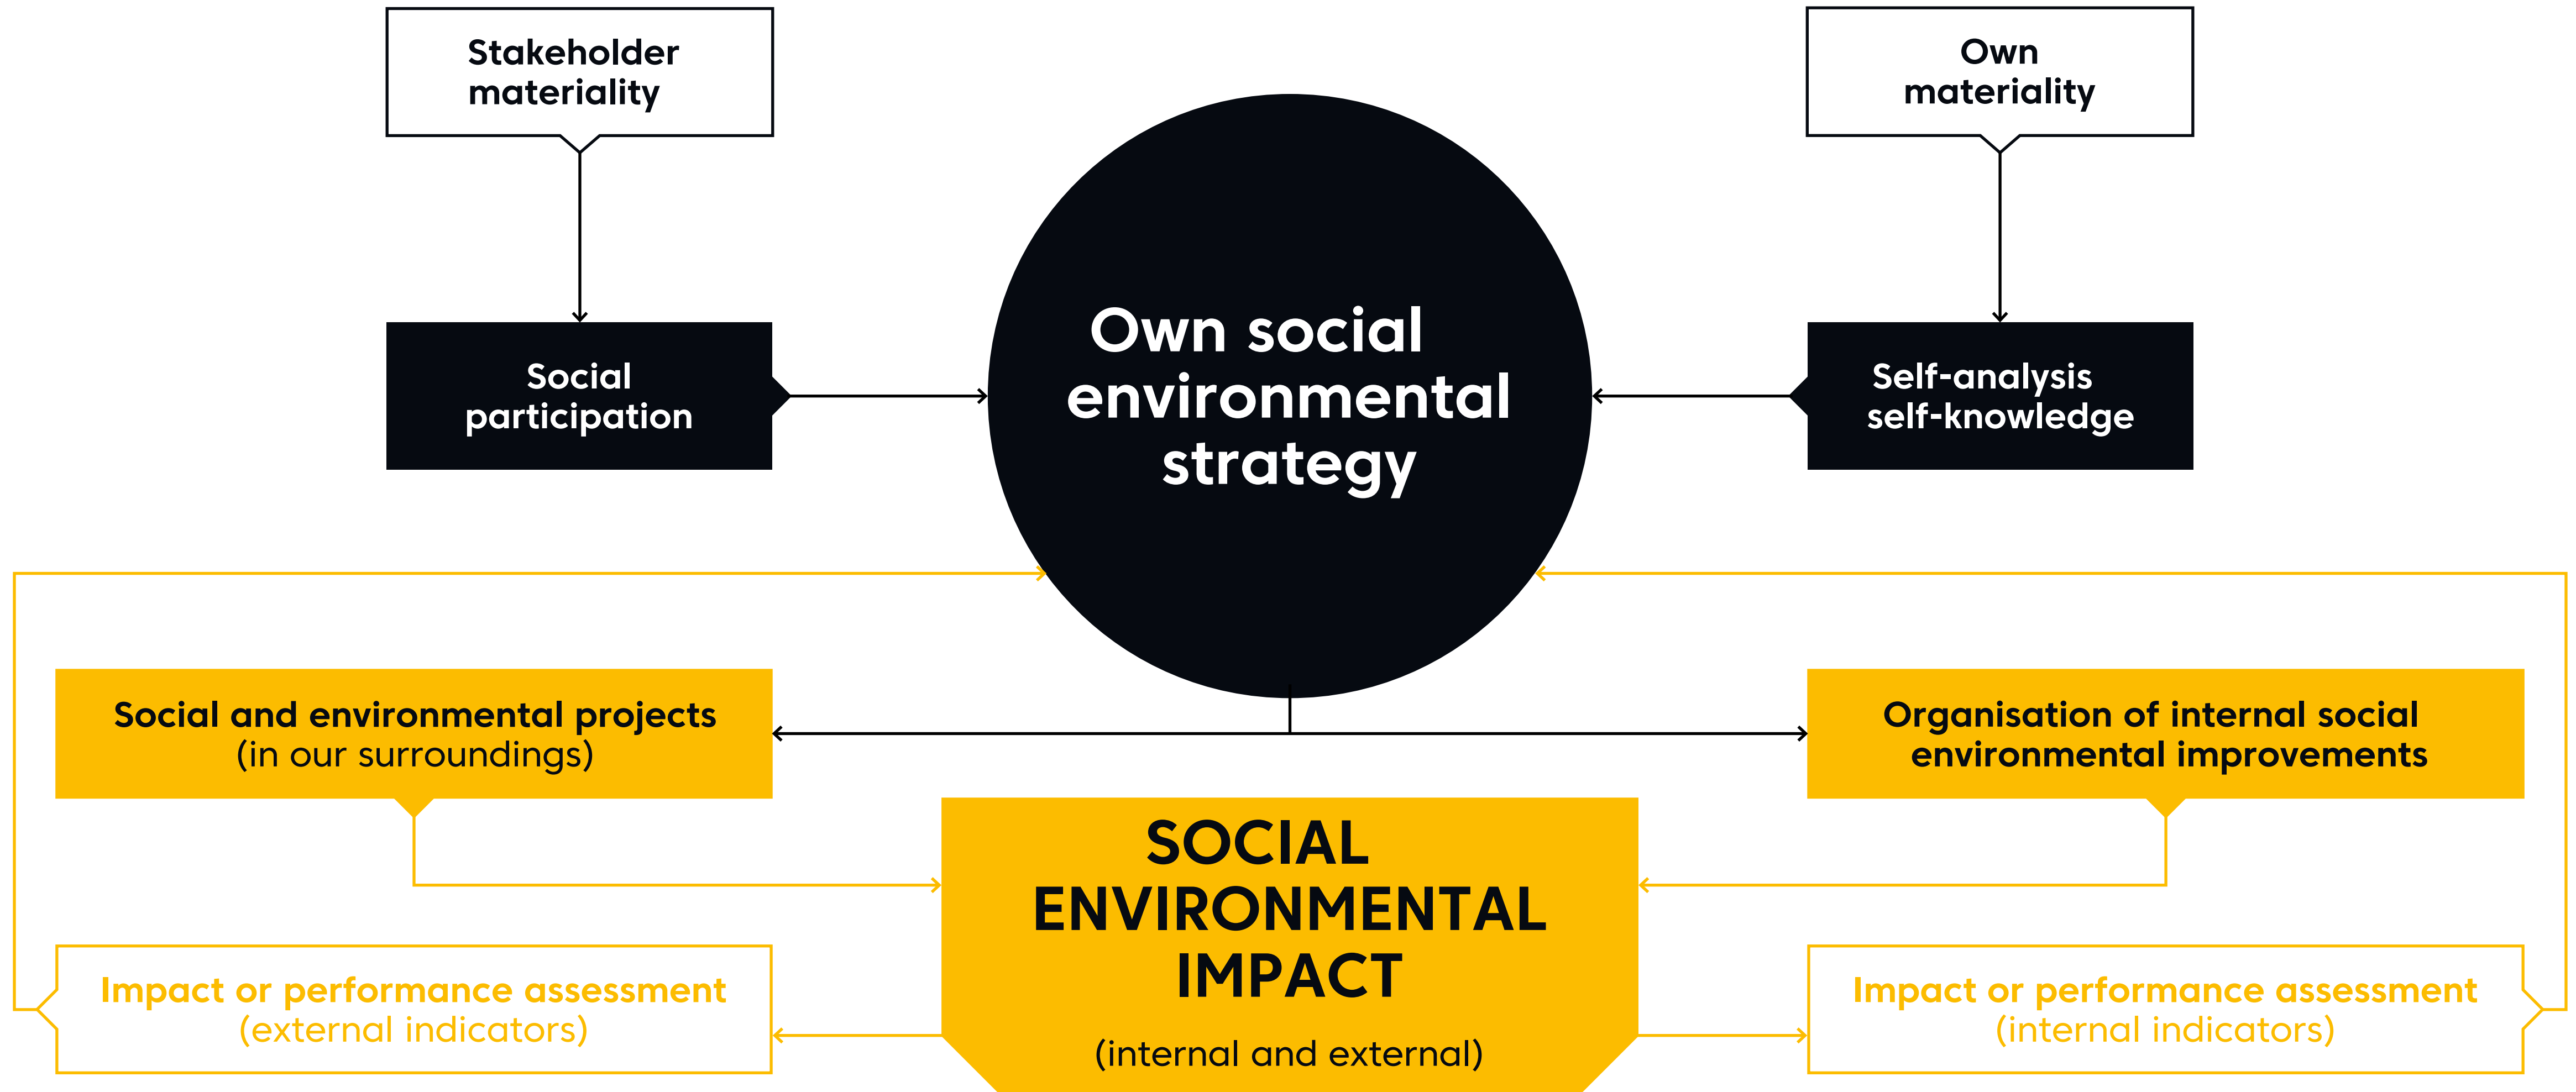 Stakeholder
materiality
Own
materiality
Social
participation
Own social
environmental
strategy
Self-analysis
self-knowledge
Social and environmental projects
(in our surroundings)
Organisation of internal social
environmental improvements
SOCIAL
ENVIRONMENTAL
IMPACT
(internal and external)
Impact or performance assessment
(external indicators)
Impact or performance assessment
(internal indicators)